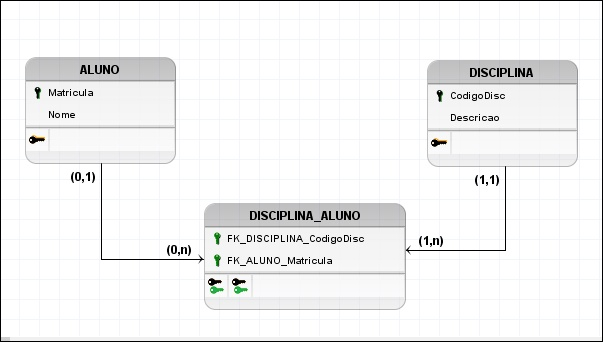 ALUNO
Matricula
Nome
DISCIPLINA
CodigoDisc
Descricao
(0,1)
(1,1)
DISCIPLINA_ALUNO
FK_DISCIPLINA_CodigoDisc
FK_ALUNO_Matricula
(0,n)
(1,n)